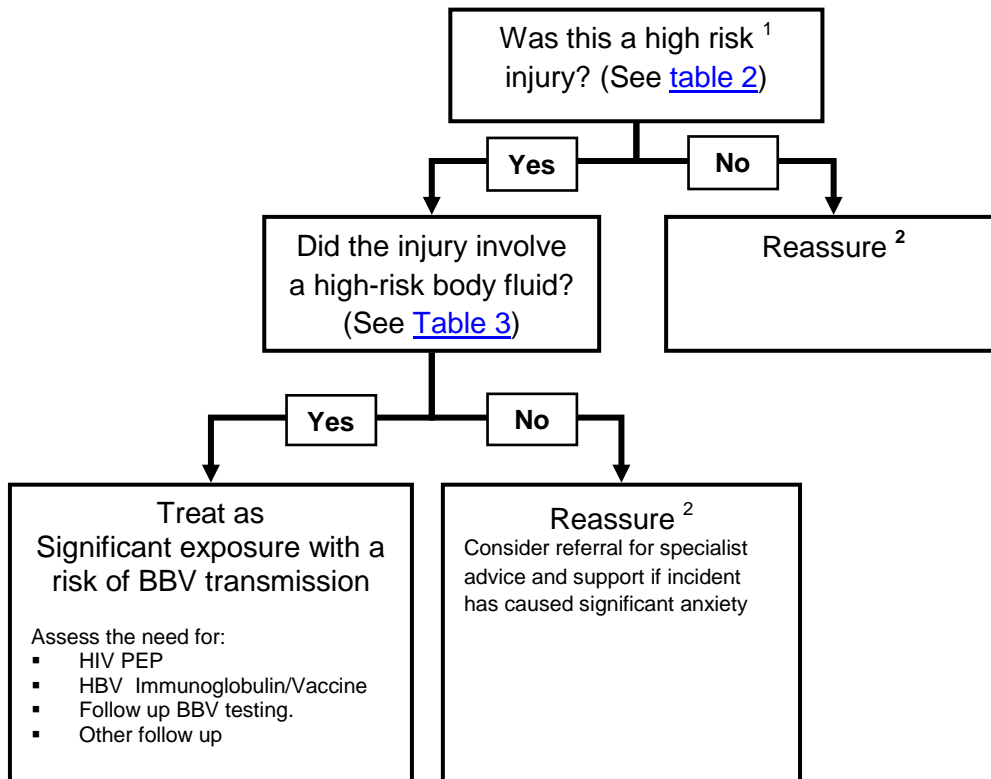 Was this a high risk 1
injury? (See table 2)
Yes
No
Did the injury involve
a high-risk body fluid?
(See Table 3)
Reassure 2
Yes
No
Treat as
Significant exposure with a
risk of BBV transmission
Assess the need for:
▪ HIV PEP
▪ HBV Immunoglobulin/Vaccine
▪ Follow up BBV testing.
▪ Other follow up
Reassure 2
Consider referral for specialist
advice and support if incident
has caused significant anxiety